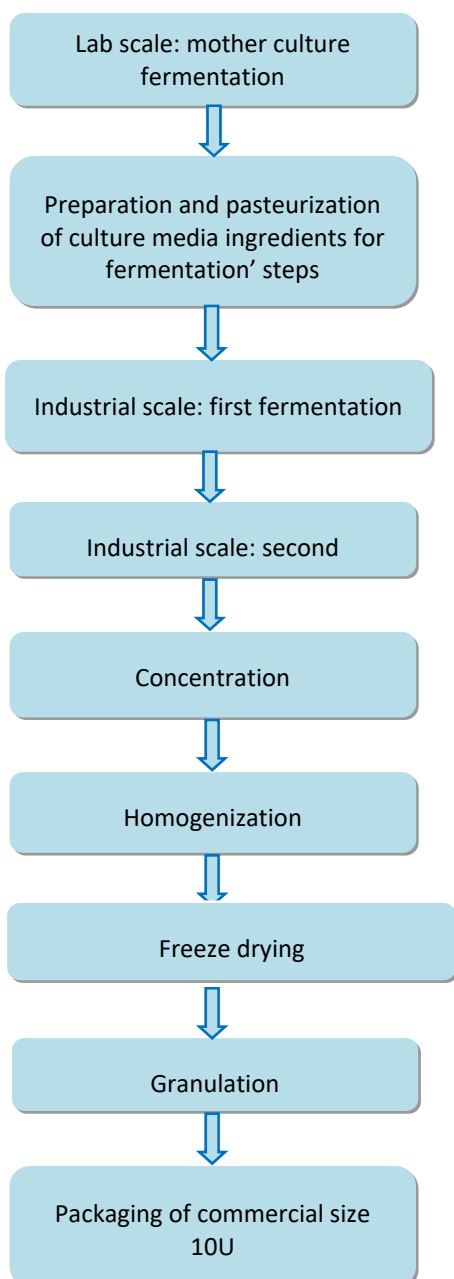 Lab scale: mother culture
fermentation
Preparation and pasteurization
of culture media ingredients for
fermentation’ steps
Industrial scale: first fermentation
Industrial scale: second
Concentration
Homogenization
Freeze drying
Granulation
Packaging of commercial size
10U